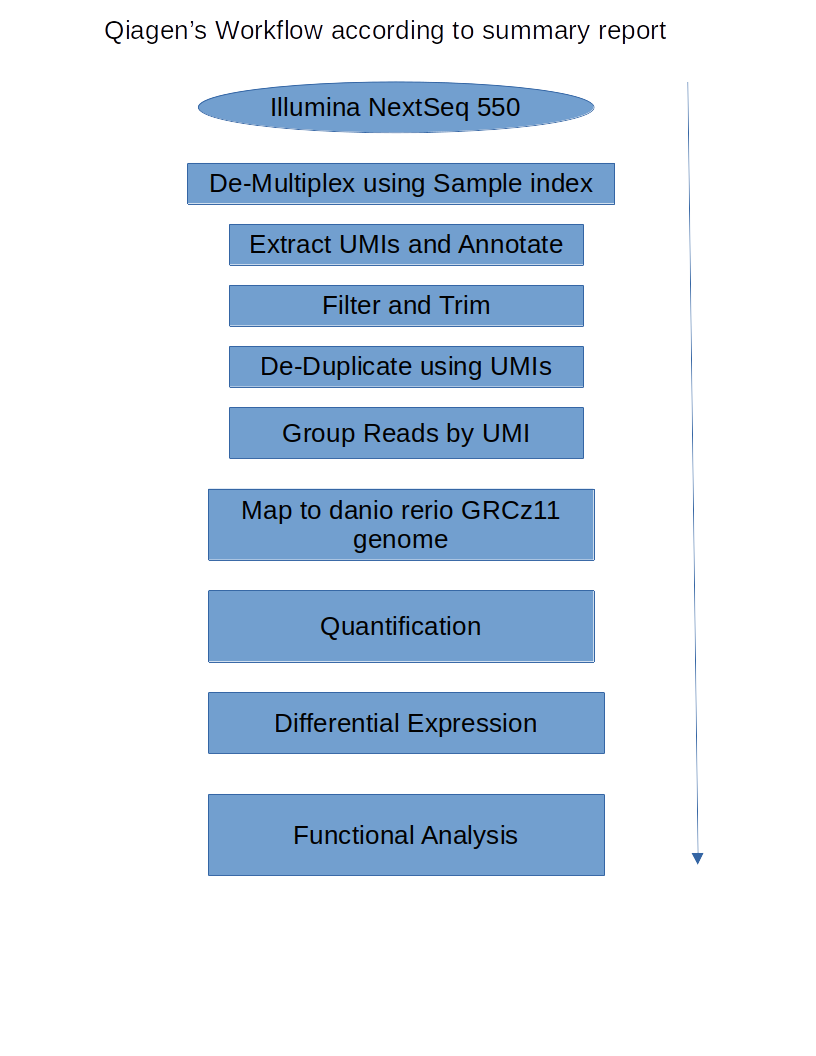 Qiagen’s Workflow according to summary report
Illumina NextSeq 550
De-Multiplex using Sample index
Extract UMIs and Annotate
Filter and Trim
De-Duplicate using UMIs
Group Reads by UMI
Map to danio rerio GRCz11
genome
Quantification
Differential Expression
Functional Analysis